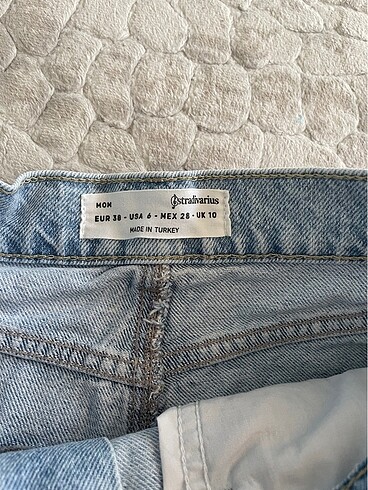 MOM
stradivarius
EUR 38 - USA 6 - MEX 28 - UK 10
MADE IN TURKEY